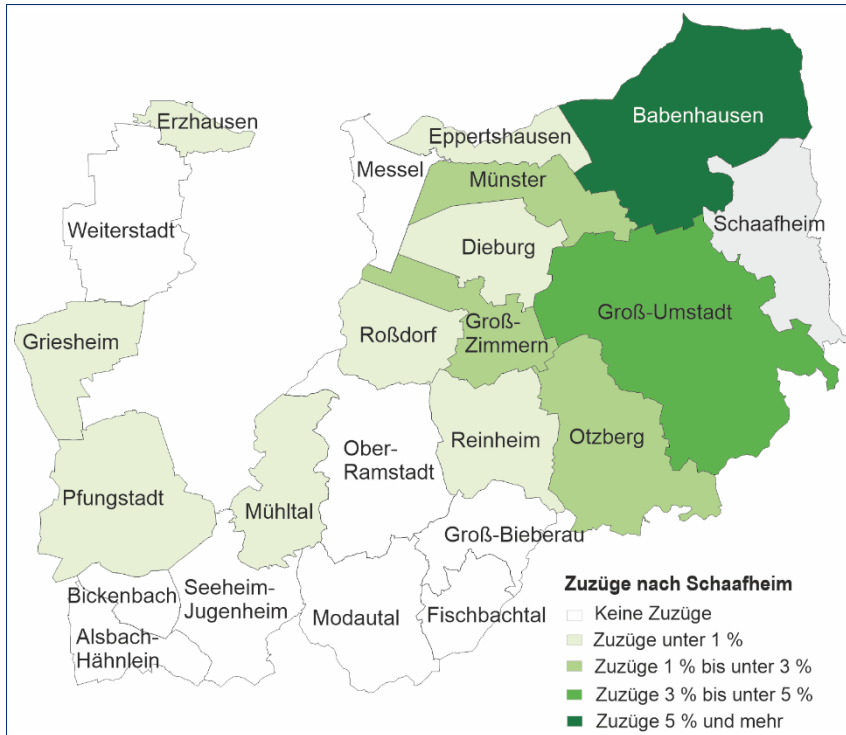 Erzhausen
Eppertshausen
Babenhausen
Messel
Münster
Schaafheim
Weiterstadt
Dieburg
Groß-Umstadt
Griesheim
Roßdorf
Groß-
Zimmern
Ober-
Ramstadt
Reinheim
Otzberg
Pfungstadt
Mühltal
Groß-Bieberau
Bickenbach
Seeheim-
Jugenheim
Modautal
Fischbachtal
Alsbach-
Hähnlein
Zuzüge nach Schaafheim
Keine Zuzüge
Zuzüge unter 1 %
Zuzüge 1 % bis unter 3 %
Zuzüge 3 % bis unter 5 %
Zuzüge 5 % und mehr